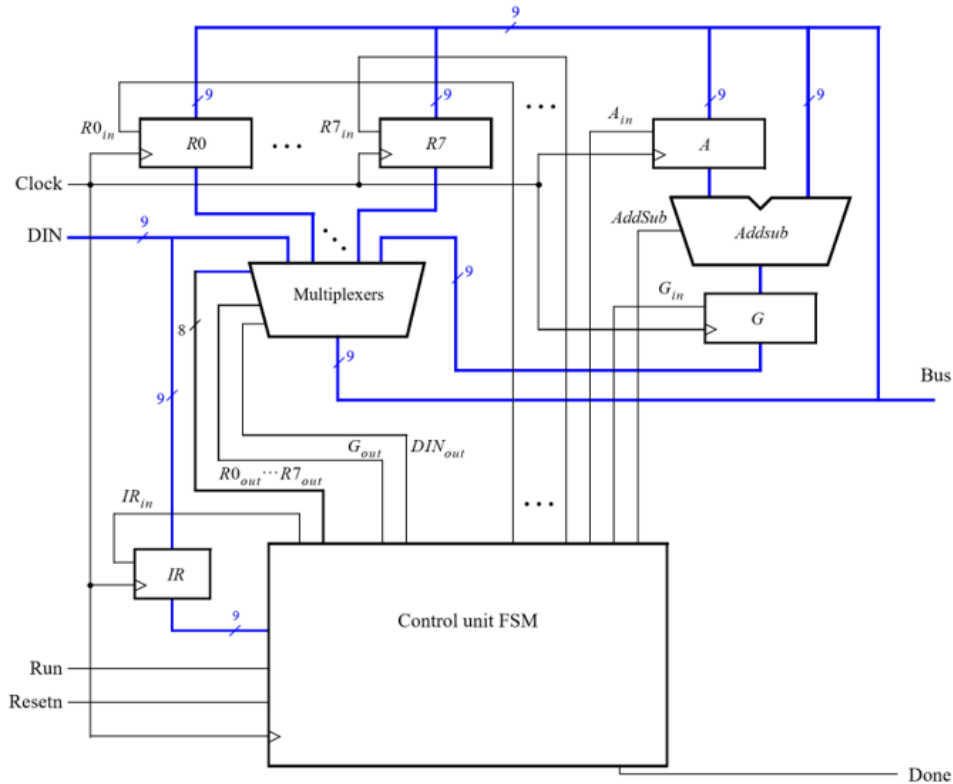 9
9
9
9
9
R0in
R7in
Ain
R0
...
R7
A
...
Clock
DIN
9
AddSub
Addsub
Multiplexers
9
Gin
G
8
9
Bus
9
Gout
DINout
R0out...R7out
IRin
...
IR
9
Control unit FSM
Run
Resetn
Done